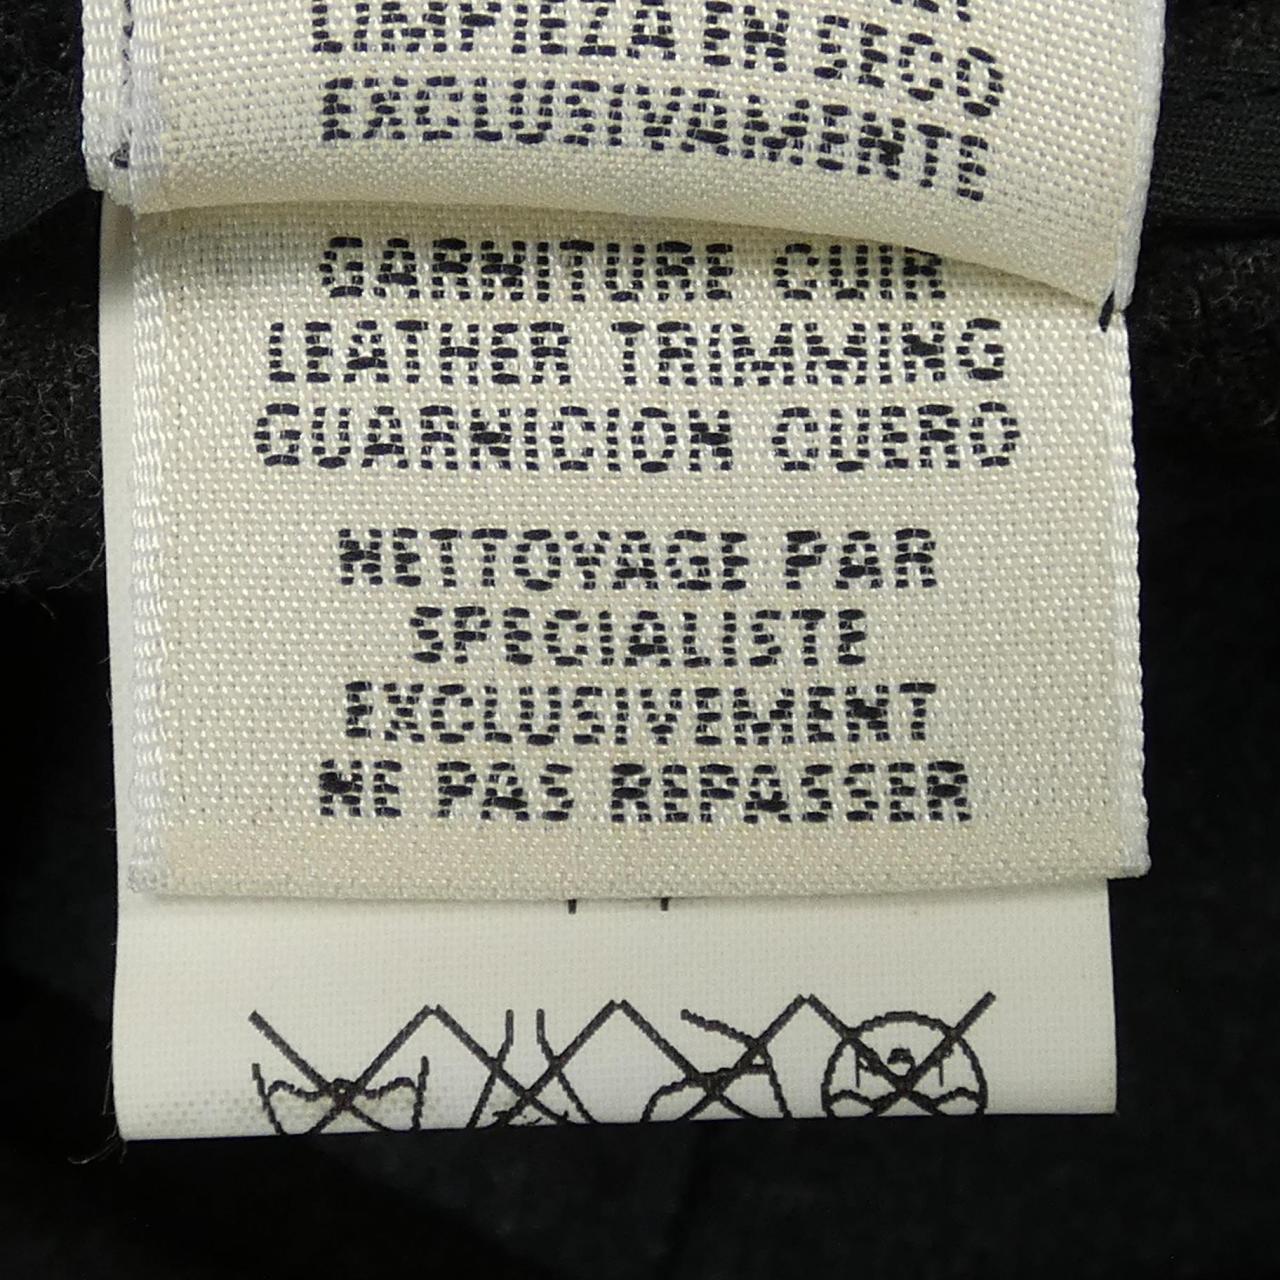 LIMPIEZA EN SECO
EXCLUSIVAMENTE
GARNITURE CUIR
LEATHER TRIMMING
GUARNICION CUERO
NETTOYAGE PAR
SPECIALISTE
EXCLUSIVEMENT
NE PAS REPASSER